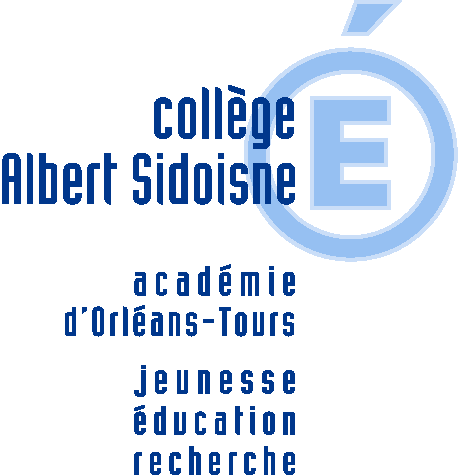 É
collège
Albert Sidoisne
académie
d'Orléans-Tours
jeunesse
éducation
recherche